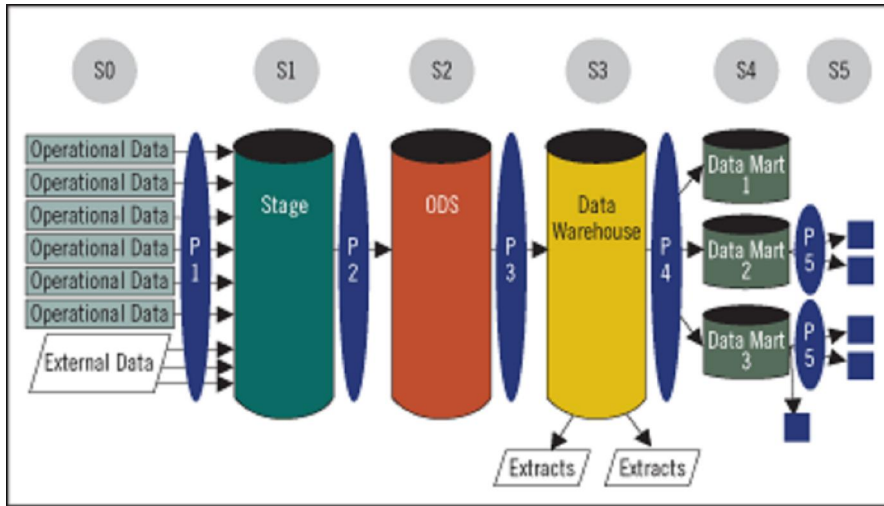 S0
S1
S2
S3
S4
S5
Operational Data
Operational Data
Operational Data
Operational Data
Operational Data
Operational Data
External Data
P
1
Stage
P
2
ODS
P
3
Data
Warehouse
P
4
Data Mart
1
Data Mart
2
Data Mart
3
P
5
P
5
Extracts
Extracts